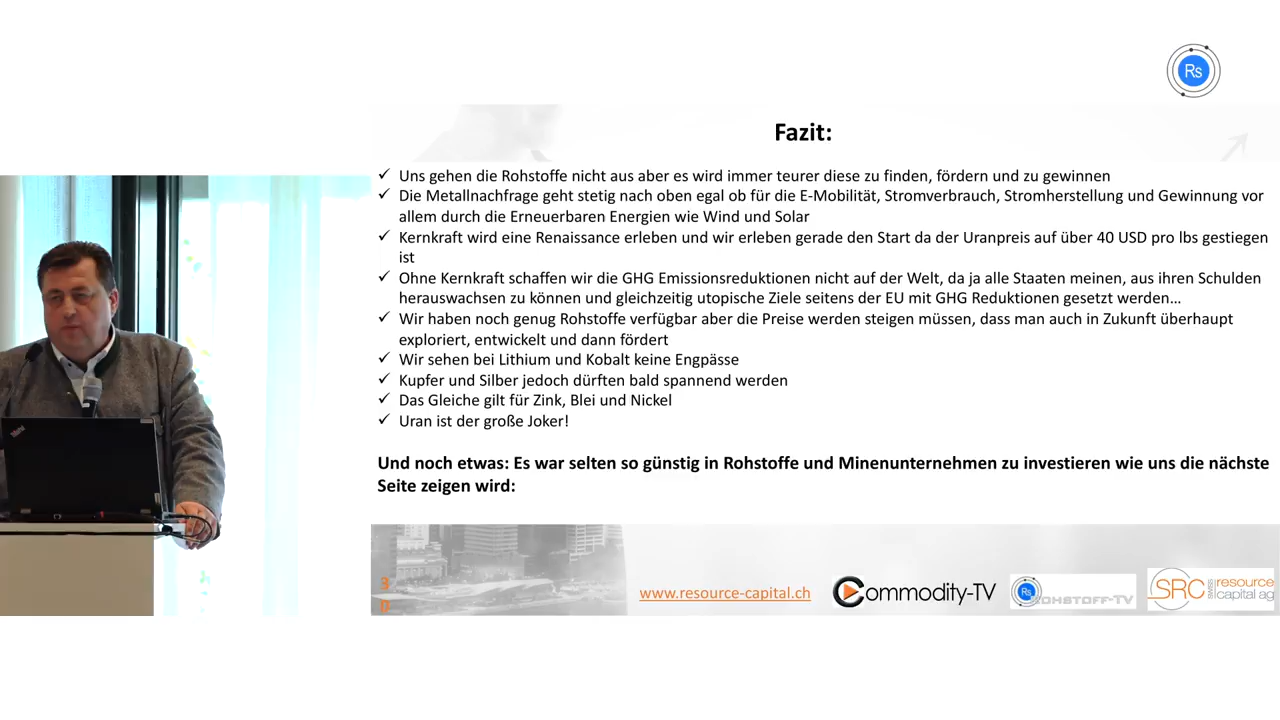 Rs
Fazit:
✓ Uns gehen die Rohstoffe nicht aus aber es wird immer teurer diese zu finden, fördern und zu gewinnen
✓ Die Metallnachfrage geht stetig nach oben egal ob für die E-Mobilität, Stromverbrauch, Stromherstellung und Gewinnung vor
allem durch die Erneuerbaren Energien wie Wind und Solar
✓ Kernkraft wird eine Renaissance erleben und wir erleben gerade den Start da der Uranpreis auf über 40 USD pro lbs gestiegen
ist
✓ Ohne Kernkraft schaffen wir die GHG Emissionsreduktionen nicht auf der Welt, da ja alle Staaten meinen, aus ihren Schulden
herauswachsen zu können und gleichzeitig utopische Ziele seitens der EU mit GHG Reduktionen gesetzt werden…
✓ Wir haben noch genug Rohstoffe verfügbar aber die Preise werden steigen müssen, dass man auch in Zukunft überhaupt
exploriert, entwickelt und dann fördert
✓ Wir sehen bei Lithium und Kobalt keine Engpässe
✓ Kupfer und Silber jedoch dürften bald spannend werden
✓ Das Gleiche gilt für Zink, Blei und Nickel
✓ Uran ist der große Joker!
Und noch etwas: Es war selten so günstig in Rohstoffe und Minenunternehmen zu investieren wie uns die nächste
Seite zeigen wird:
www.resource-capital.ch
Commodity-TV
Rs ROHSTOFF-TV
SRC swiss resource
capital ag